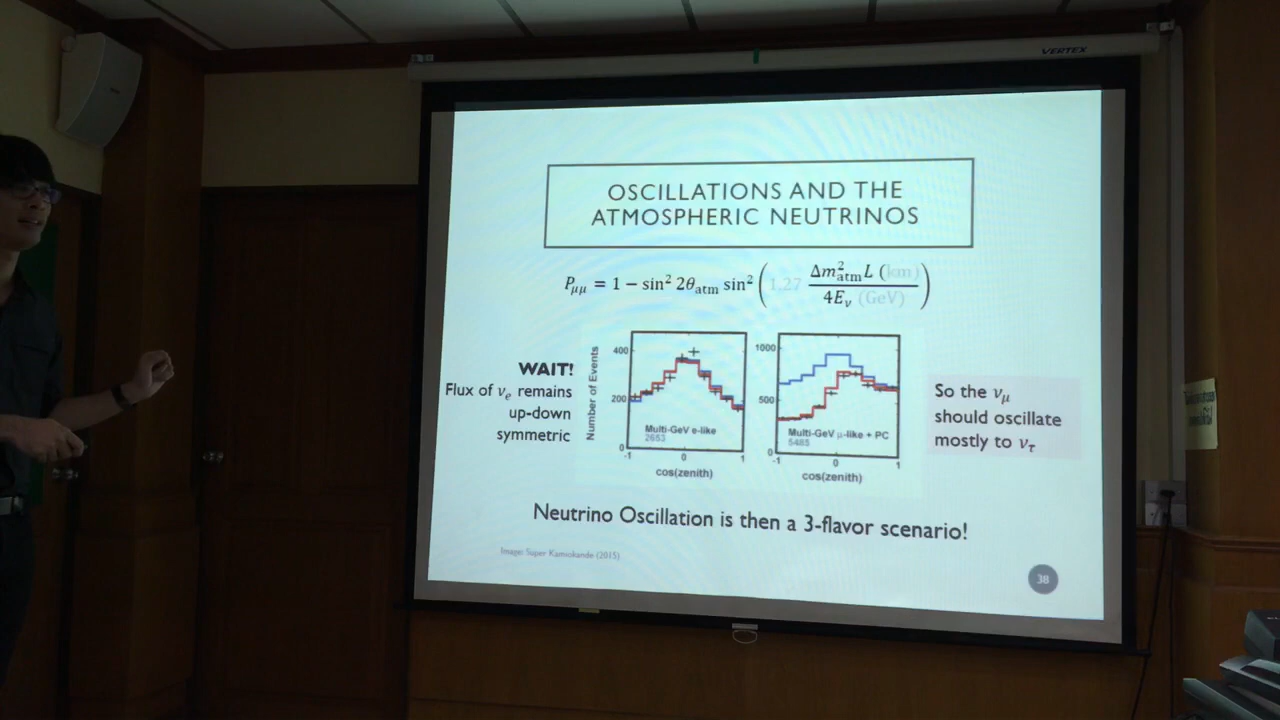 VERTEX
OSCILLATIONS AND THE
ATMOSPHERIC NEUTRINOS
P_μμ = 1 − sin² 2θ_atm sin² (1.27 Δm²_atm L (km) / 4E_ν (GeV))
WAIT!
Flux of ν_e remains
up-down
symmetric
Number of Events
400
200
0
Multi-GeV e-like
2653
-1
0
1
cos(zenith)
1000
500
0
Multi-GeV μ-like + PC
5485
-1
0
1
cos(zenith)
So the ν_μ
should oscillate
mostly to ν_τ
Neutrino Oscillation is then a 3-flavor scenario!
Image: Super Kamiokande (2015)
38